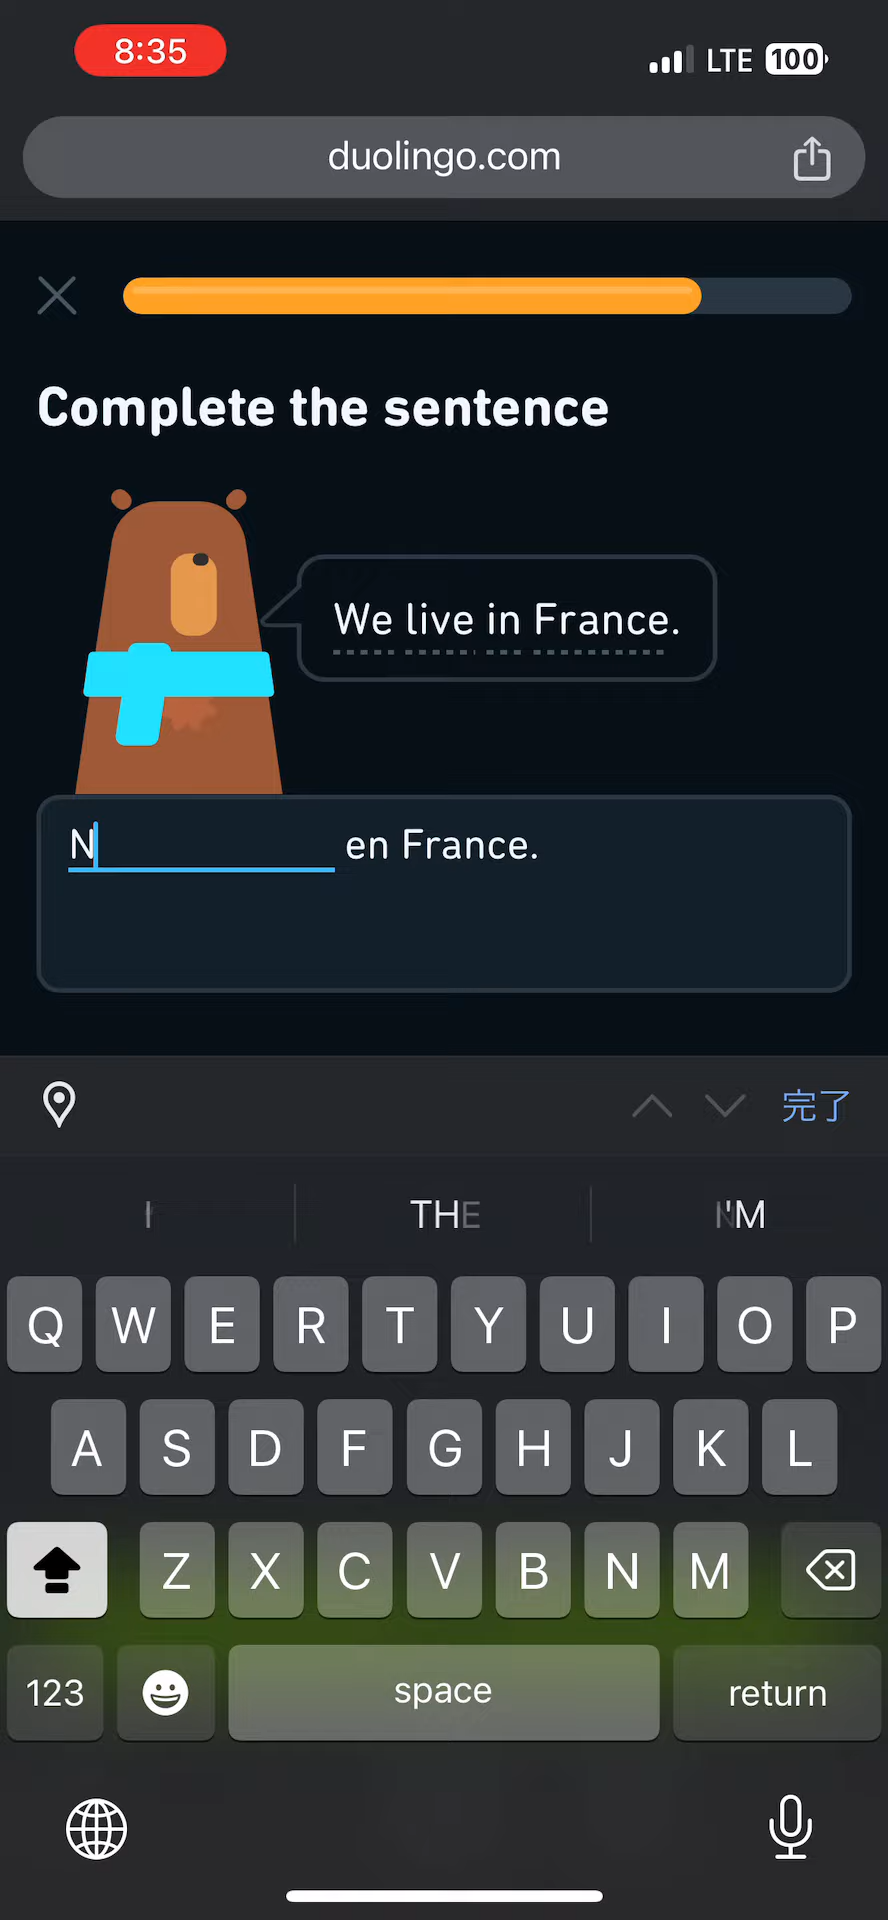 8:35
LTE 100
duolingo.com
Complete the sentence
We live in France.
N en France.
完了
I THE I'M
Q W E R T Y U I O P
A S D F G H J K L
Z X C V B N M
123 space return